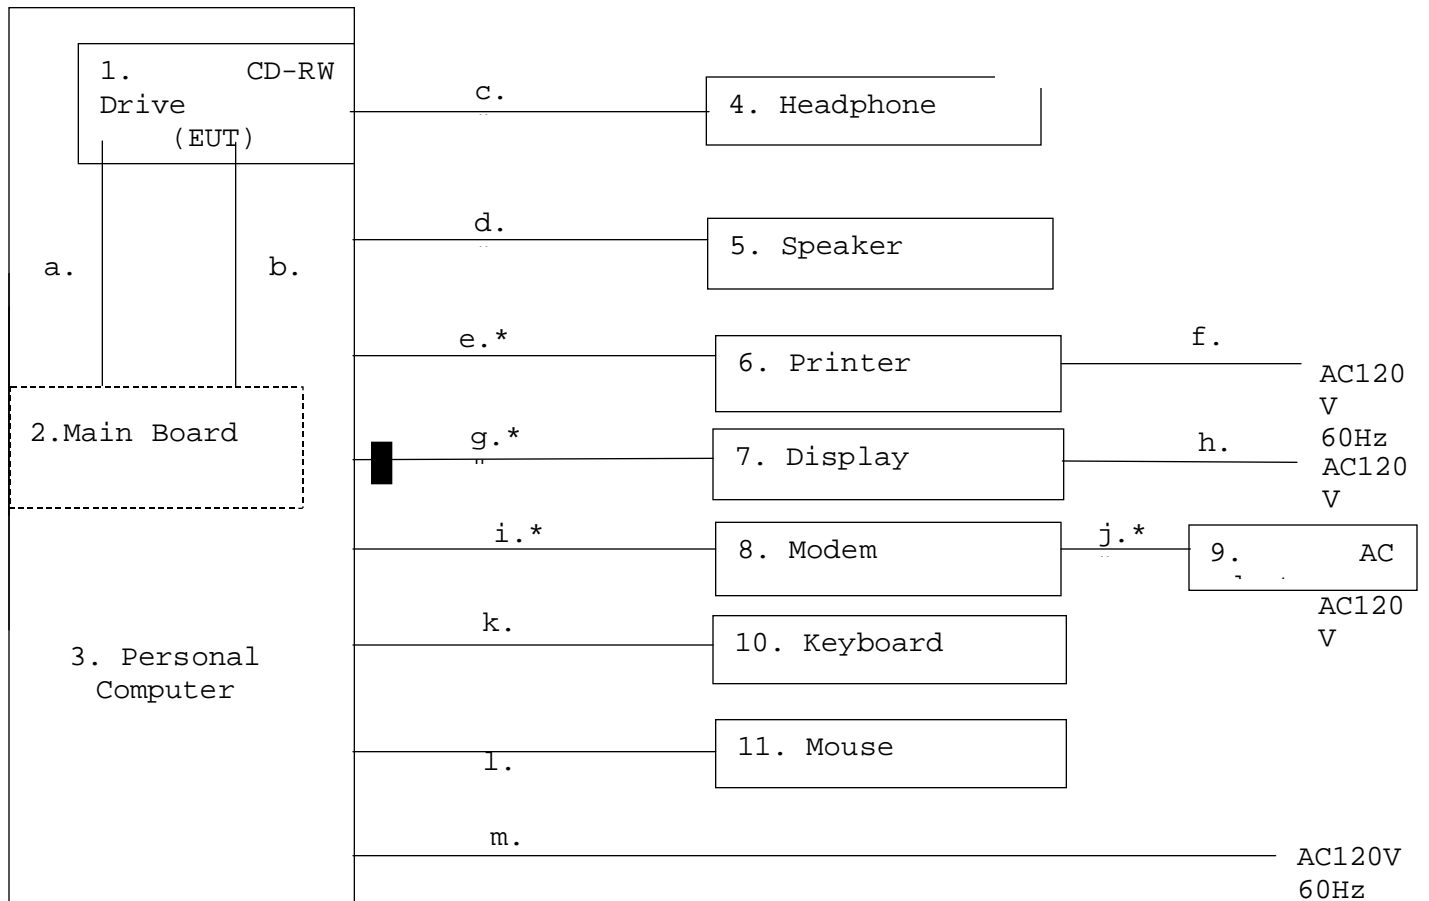 1. CD-RW
Drive
(EUT)
c.
4. Headphone
d.
5. Speaker
a.
b.
e.*
6. Printer
f.
AC120
V
60Hz
2.Main Board
g.*
7. Display
h.
AC120
V
i.*
8. Modem
j.*
9. AC
AC120
V
k.
10. Keyboard
3. Personal
Computer
l.
11. Mouse
m.
AC120V
60Hz